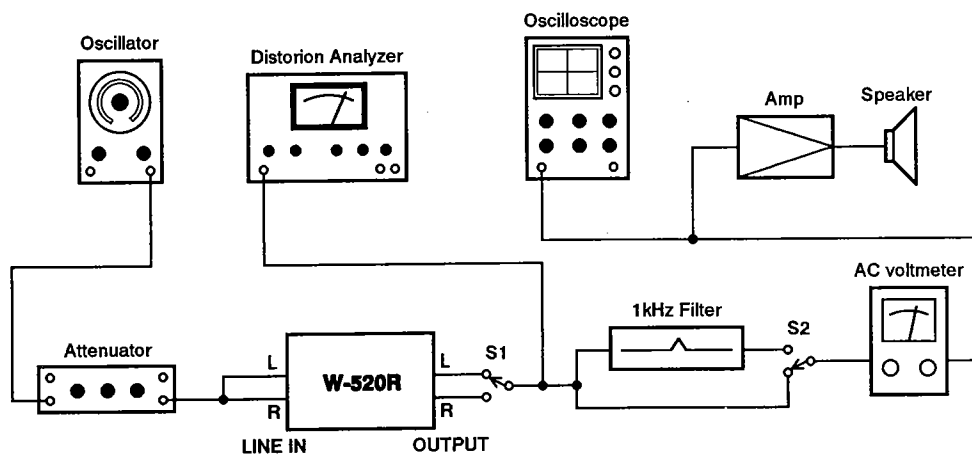 Oscillator
Distorion Analyzer
Oscilloscope
Amp
Speaker
AC voltmeter
1kHz Filter
S2
Attenuator
L
R
LINE IN
W-520R
L
R
OUTPUT
S1